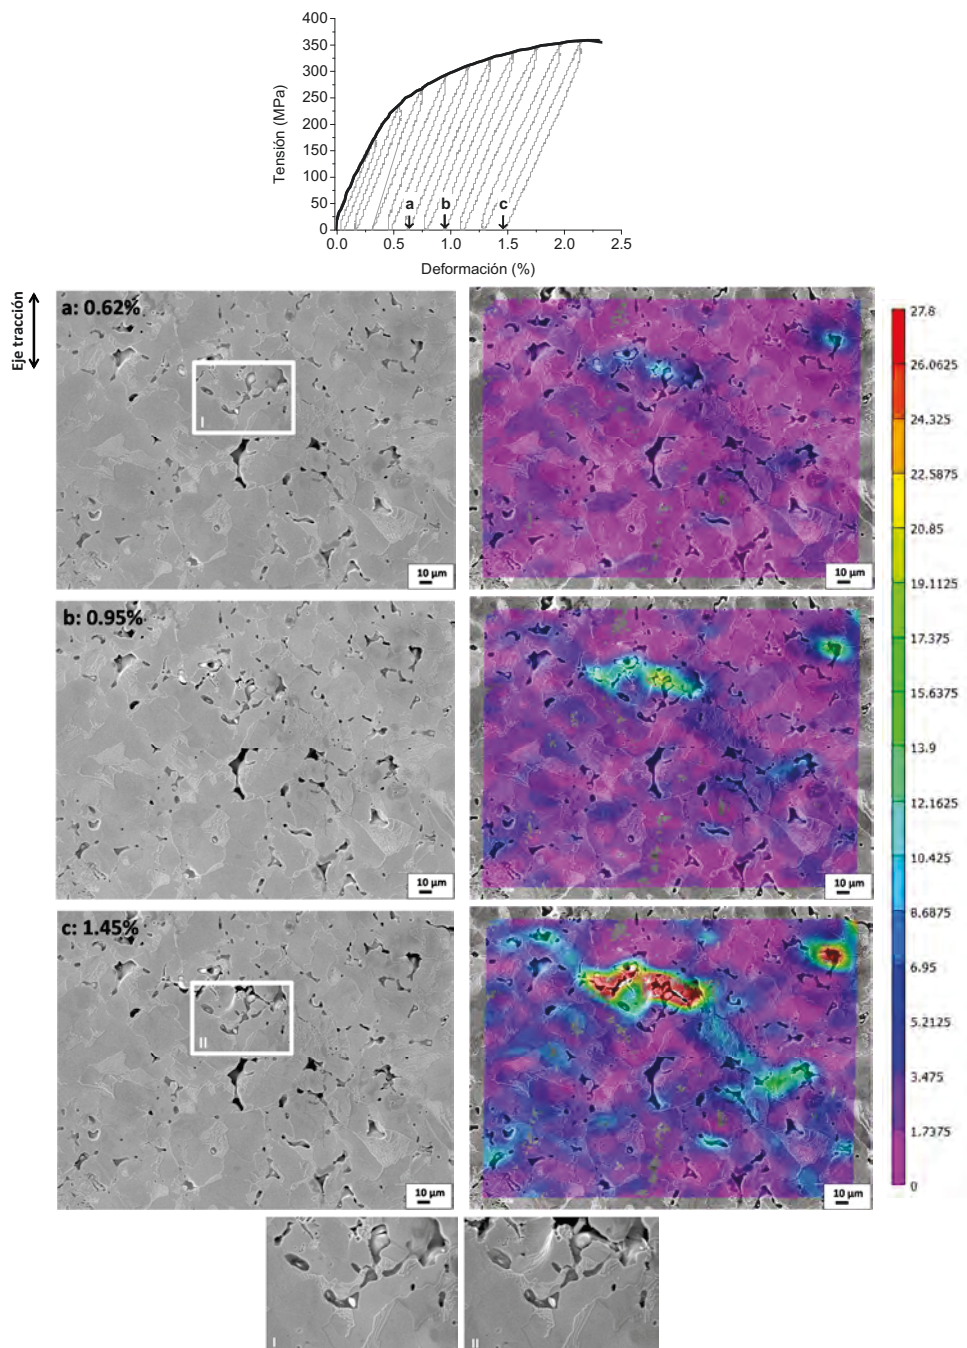 400
350
300
250
200
150
100
50
0
Tensión (MPa)
a
b
c
0.0
0.5
1.0
1.5
2.0
2.5
Deformación (%)
Eje tracción
a: 0.62%
I
10 µm
10 µm
b: 0.95%
10 µm
10 µm
c: 1.45%
II
10 µm
10 µm
27.8
26.0625
24.325
22.5875
20.85
19.1125
17.375
15.6375
13.9
12.1625
10.425
8.6875
6.95
5.2125
3.475
1.7375
0
I
II